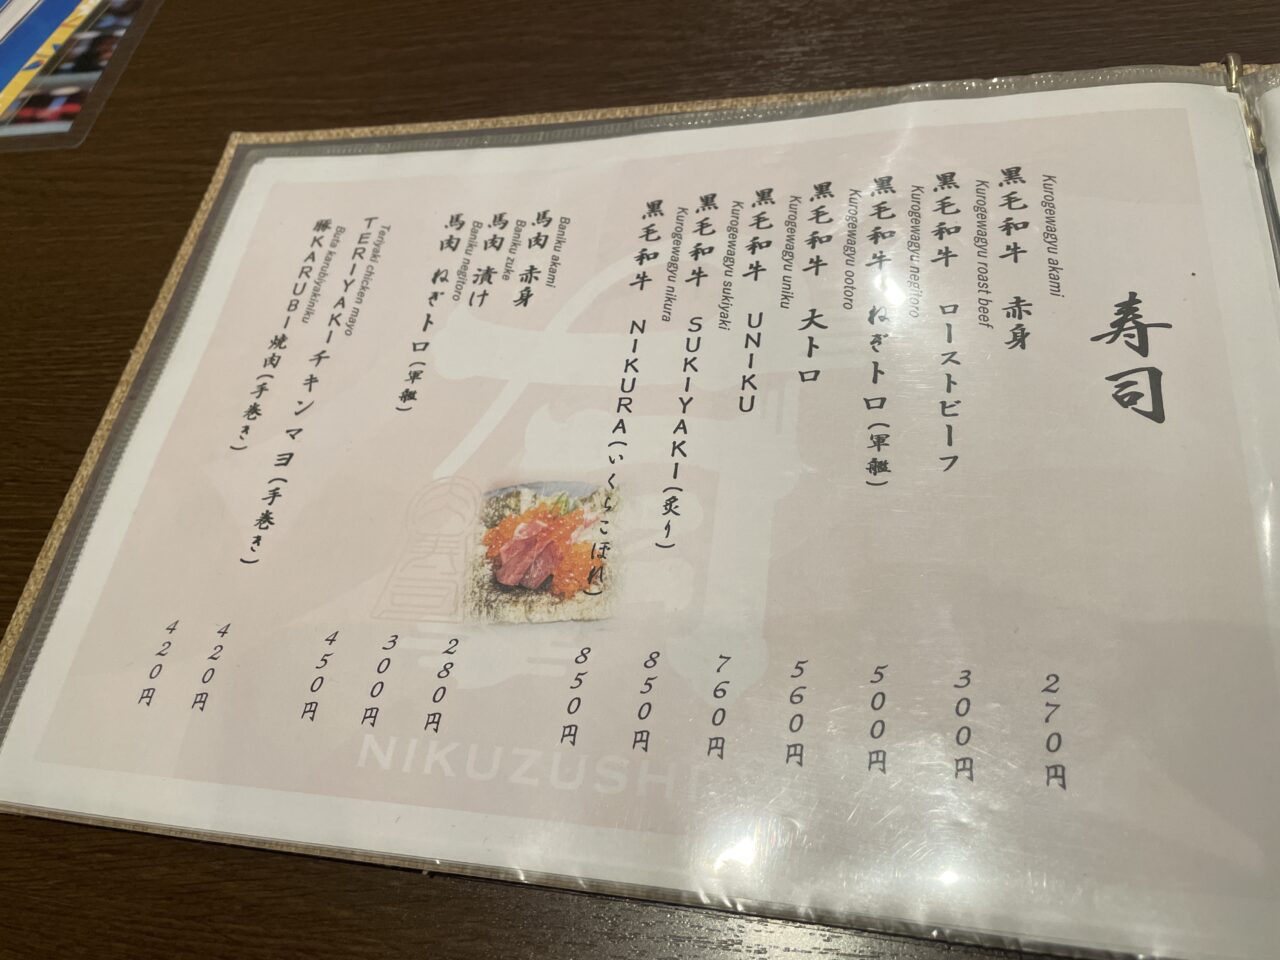 寿司
Kurogewagyu akami
黒毛和牛 赤身 270円
Kurogewagyu roast beef
黒毛和牛 ローストビーフ 300円
Kurogewagyu negitoro
黒毛和牛 ねぎトロ(軍艦) 500円
Kurogewagyu ootoro
黒毛和牛 大トロ 560円
Kurogewagyu uniku
黒毛和牛 UNIKU 760円
Kurogewagyu sukiyaki
黒毛和牛 SUKIYAKI(炙り) 850円
Kurogewagyu nikura
黒毛和牛 NIKURA(いくらこぼれ) 850円
Baniku akami
馬肉 赤身 280円
Baniku zuke
馬肉 漬け 300円
Baniku negitoro
馬肉 ねぎトロ(軍艦) 450円
Teriyaki chicken mayo
TERIYAKIチキンマヨ(手巻き) 420円
Buta karubiyakiniku
豚KARUBI焼肉(手巻き) 420円
NIKUZUSHI